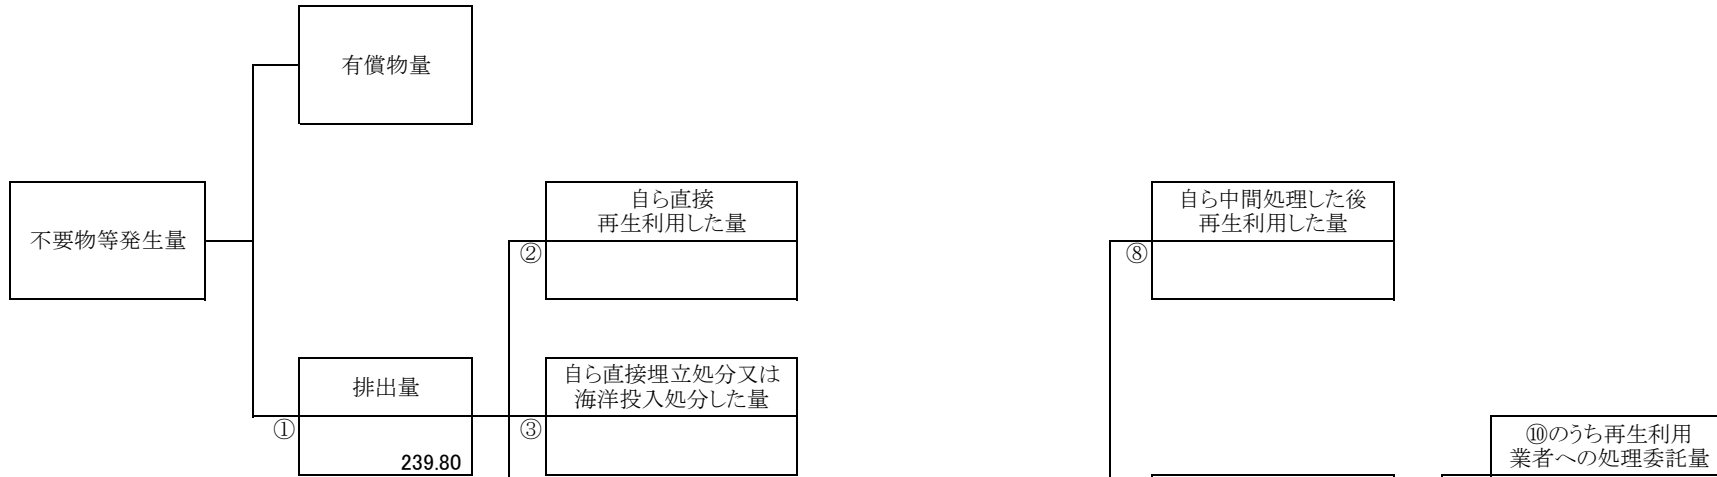 有償物量
不要物等発生量
自ら直接
再生利用した量
②
自ら中間処理した後
再生利用した量
⑧
排出量
①
239.80
自ら直接埋立処分又は
海洋投入処分した量
③
⑩のうち再生利用
業者への処理委託量